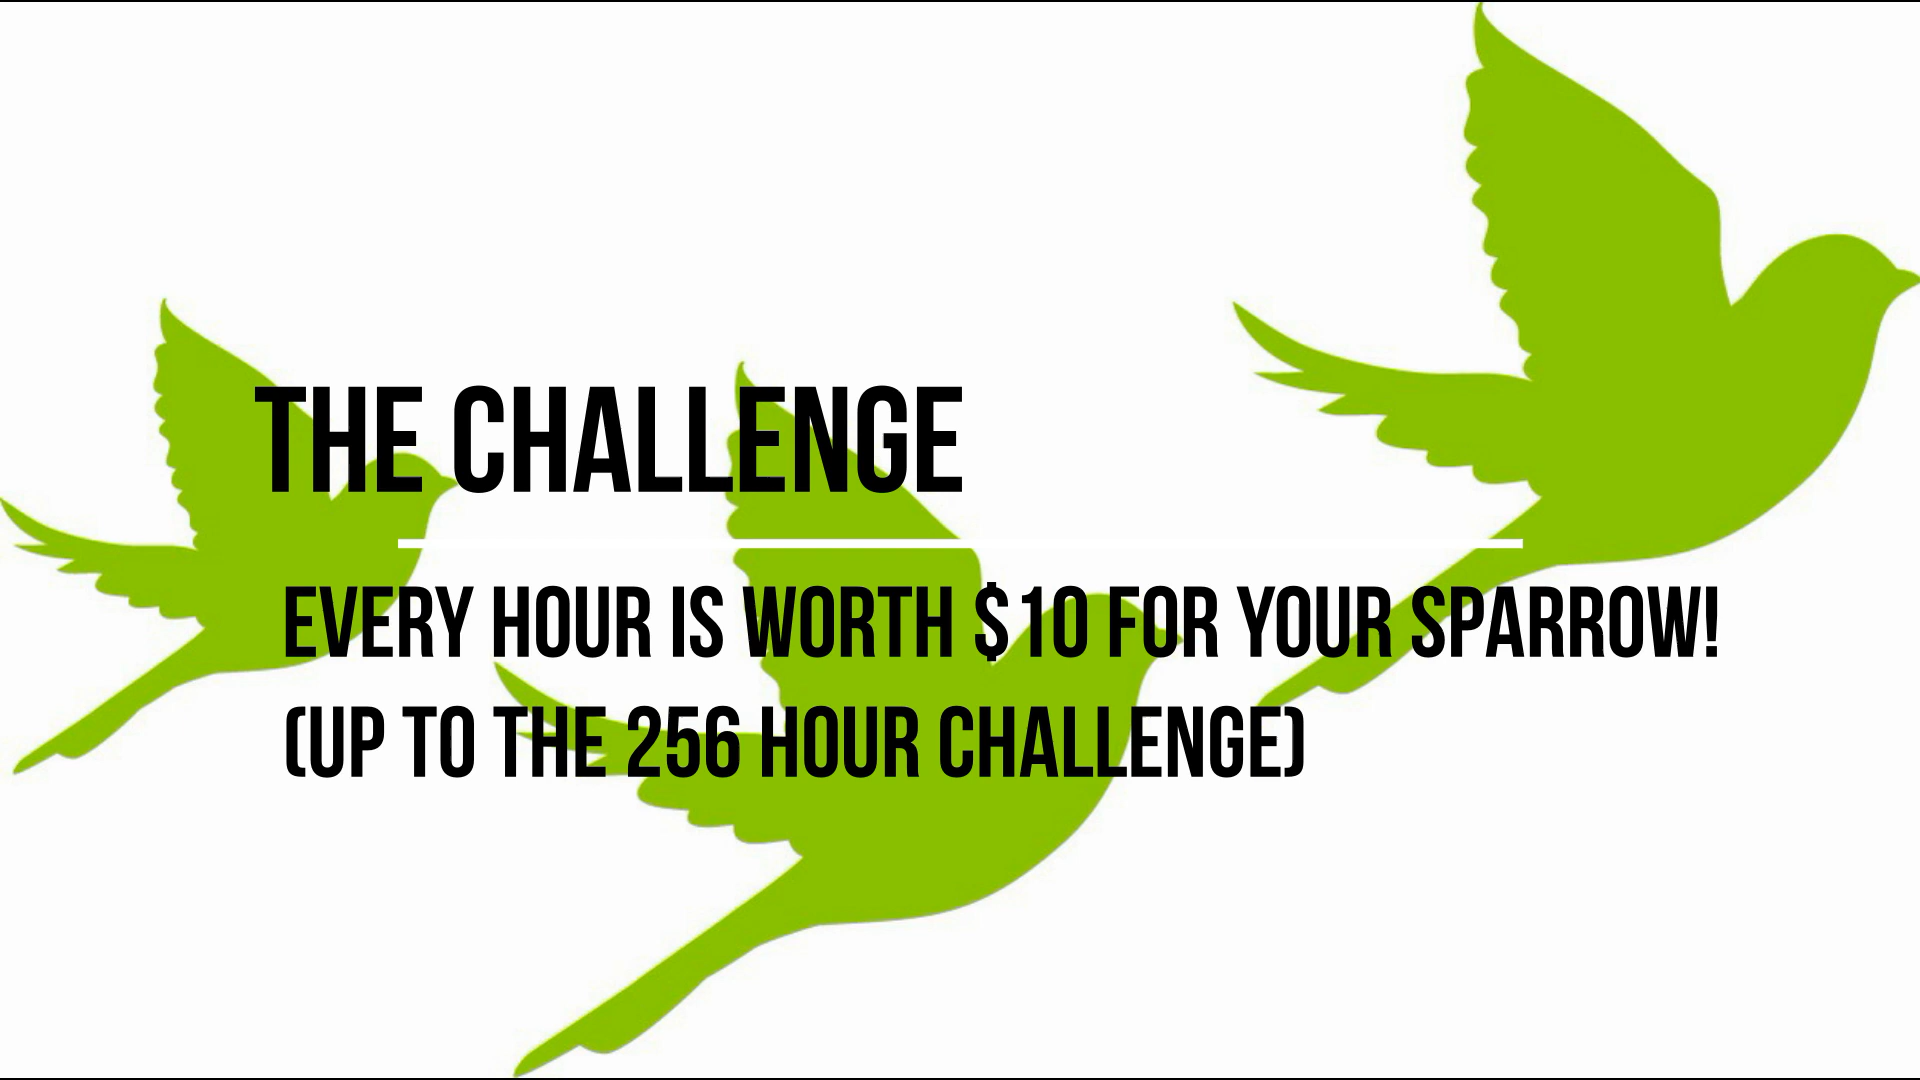 THE CHALLENGE
EVERY HOUR IS WORTH $10 FOR YOUR SPARROW!
(UP TO THE 256 HOUR CHALLENGE)